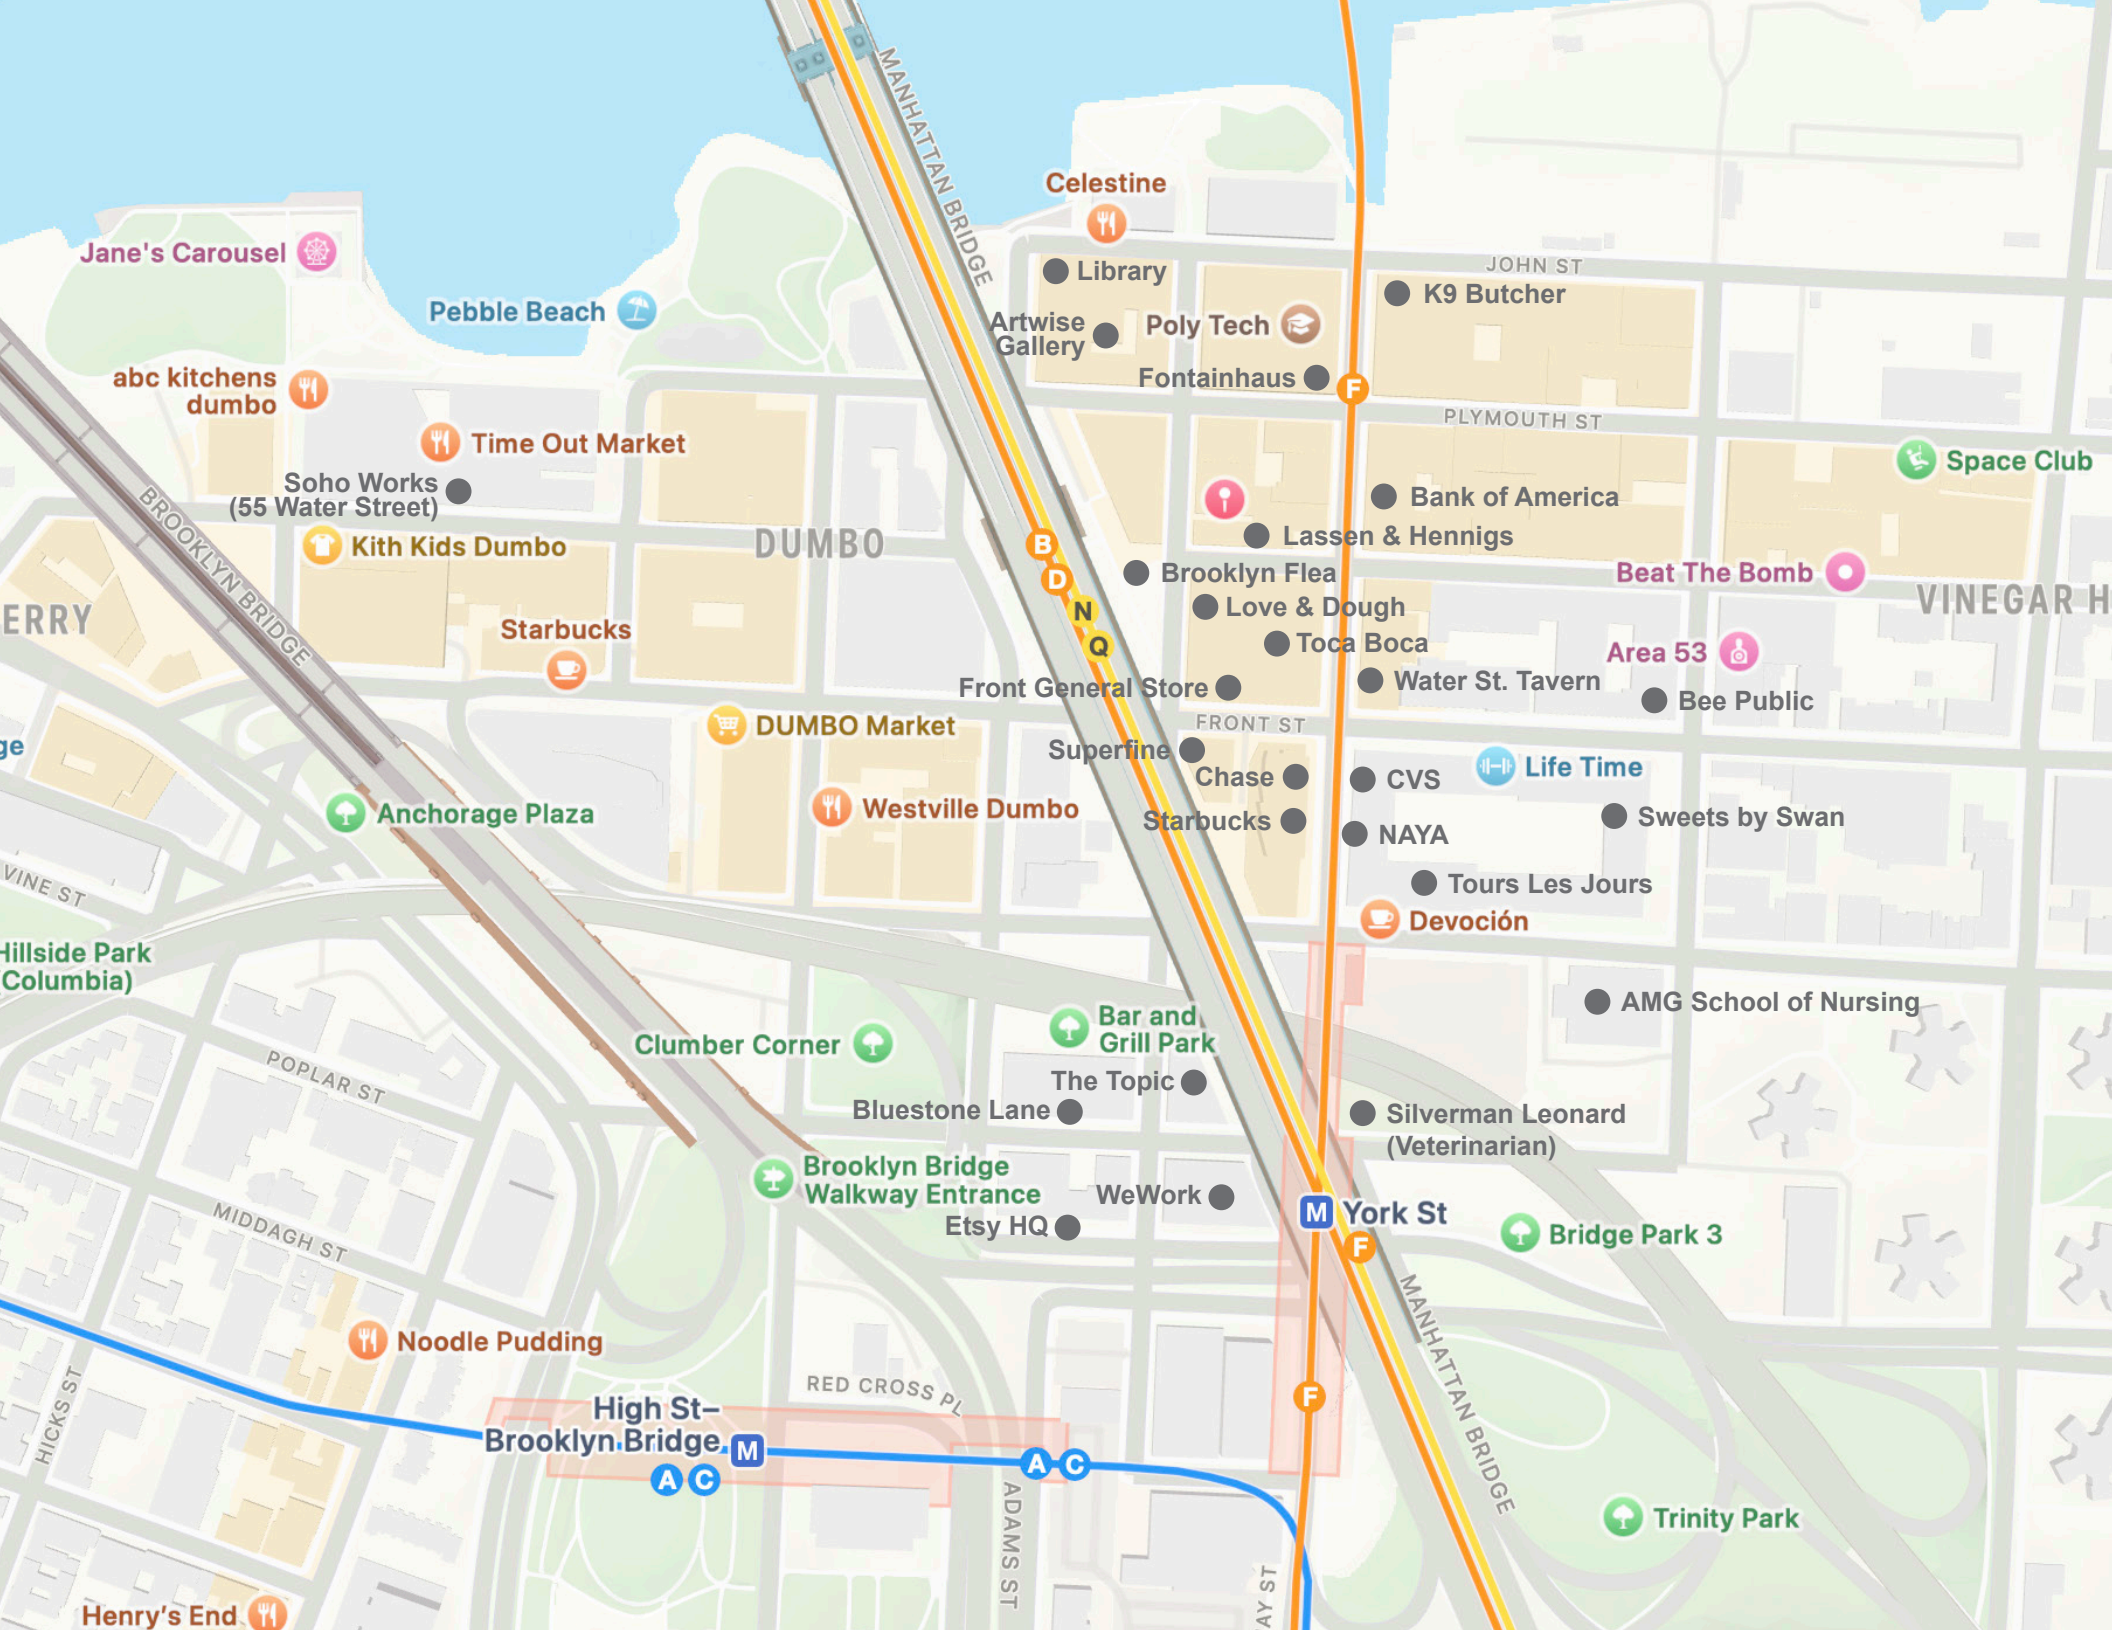 MANHATTAN BRIDGE
Celestine
Jane's Carousel
Library
JOHN ST
K9 Butcher
Pebble Beach
Artwise
Gallery
Poly Tech
abc kitchens
dumbo
Fontainhaus
F
PLYMOUTH ST
Time Out Market
Space Club
Soho Works
(55 Water Street)
Bank of America
BROOKLYN BRIDGE
Kith Kids Dumbo
DUMBO
B
Lassen & Hennigs
D
Brooklyn Flea
Beat The Bomb
N
Love & Dough
VINEGAR H
ERRY
Starbucks
Q
Toca Boca
Area 53
Front General Store
Water St. Tavern
Bee Public
DUMBO Market
FRONT ST
ge
Superfine
Chase
CVS
Life Time
Anchorage Plaza
Westville Dumbo
Starbucks
NAYA
Sweets by Swan
VINE ST
Tours Les Jours
Devoción
Hillside Park
(Columbia)
AMG School of Nursing
Clumber Corner
Bar and
Grill Park
POPLAR ST
The Topic
Bluestone Lane
Silverman Leonard
(Veterinarian)
Brooklyn Bridge
Walkway Entrance
WeWork
Etsy HQ
M York St
F
Bridge Park 3
MIDDAGH ST
MANHATTAN BRIDGE
Noodle Pudding
HICKS ST
RED CROSS PL
F
High St–
Brooklyn Bridge M
A C
A C
ADAMS ST
Trinity Park
AY ST
Henry's End